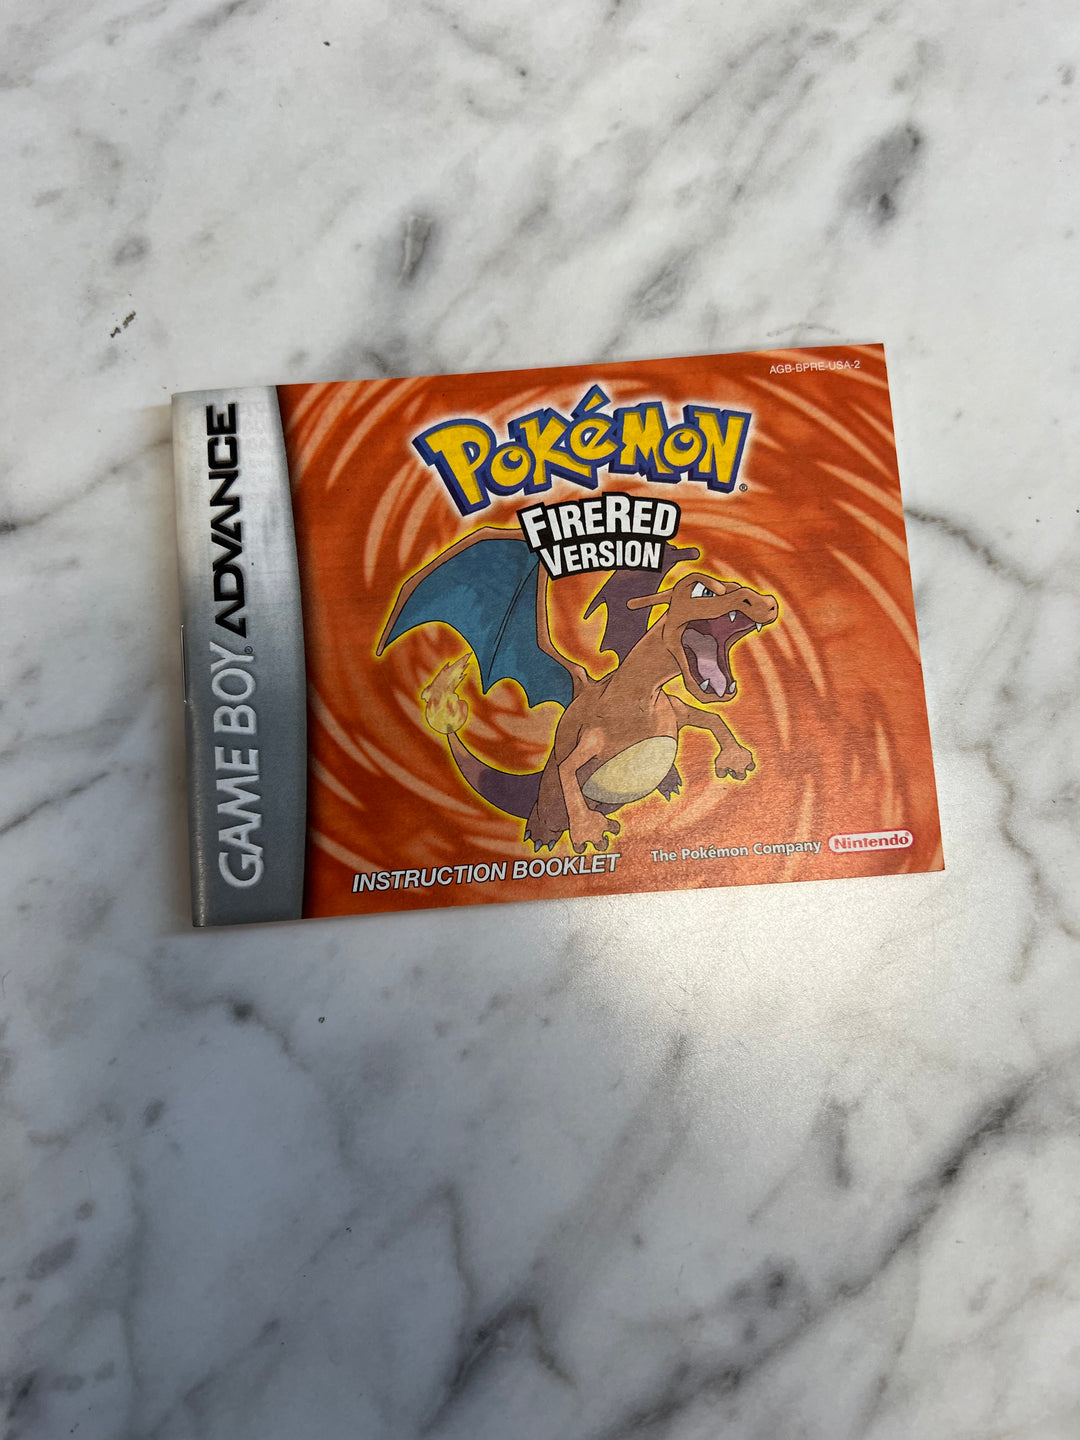 AGB-BPRE-USA-2
GAME BOY® ADVANCE
POKéMON®
FIRERED
VERSION
INSTRUCTION BOOKLET
The Pokémon Company
Nintendo®